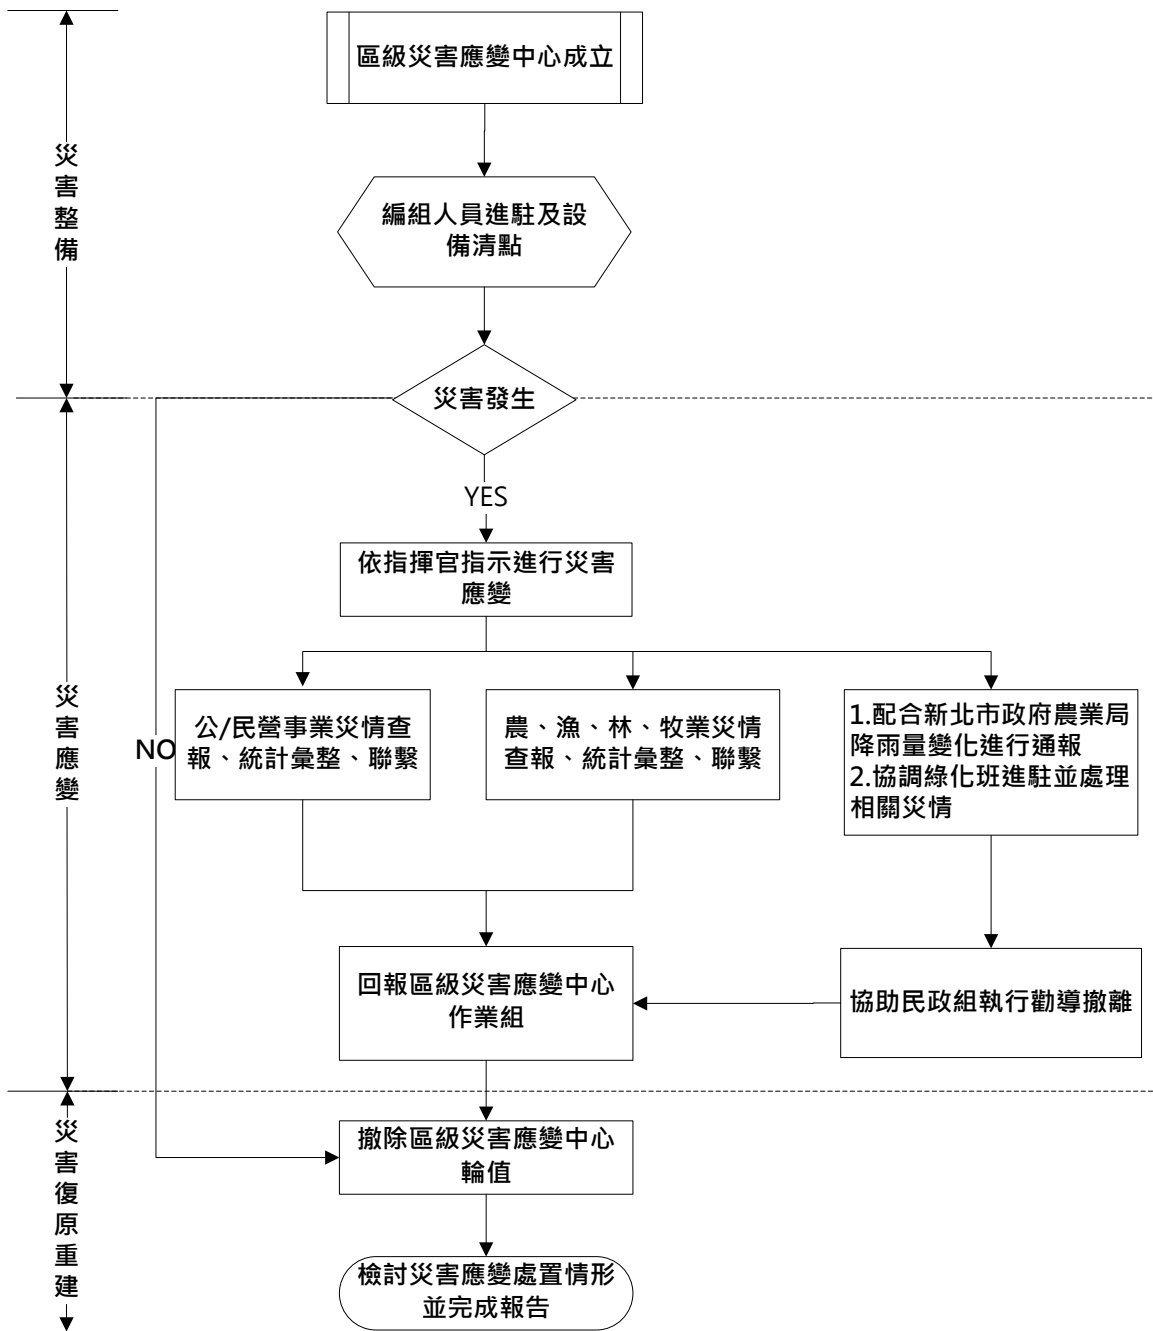 區級災害應變中心成立
災害整備
編組人員進駐及設
備清點
災害發生
YES
依指揮官指示進行災害
應變
災害應變
NO
公/民營事業災情查
報、統計彙整、聯繫
農、漁、林、牧業災情
查報、統計彙整、聯繫
1.配合新北市政府農業局
降雨量變化進行通報
2.協調綠化班進駐並處理
相關災情
回報區級災害應變中心
作業組
協助民政組執行勸導撤離
災害復原重建
撤除區級災害應變中心
輪值
檢討災害應變處置情形
並完成報告